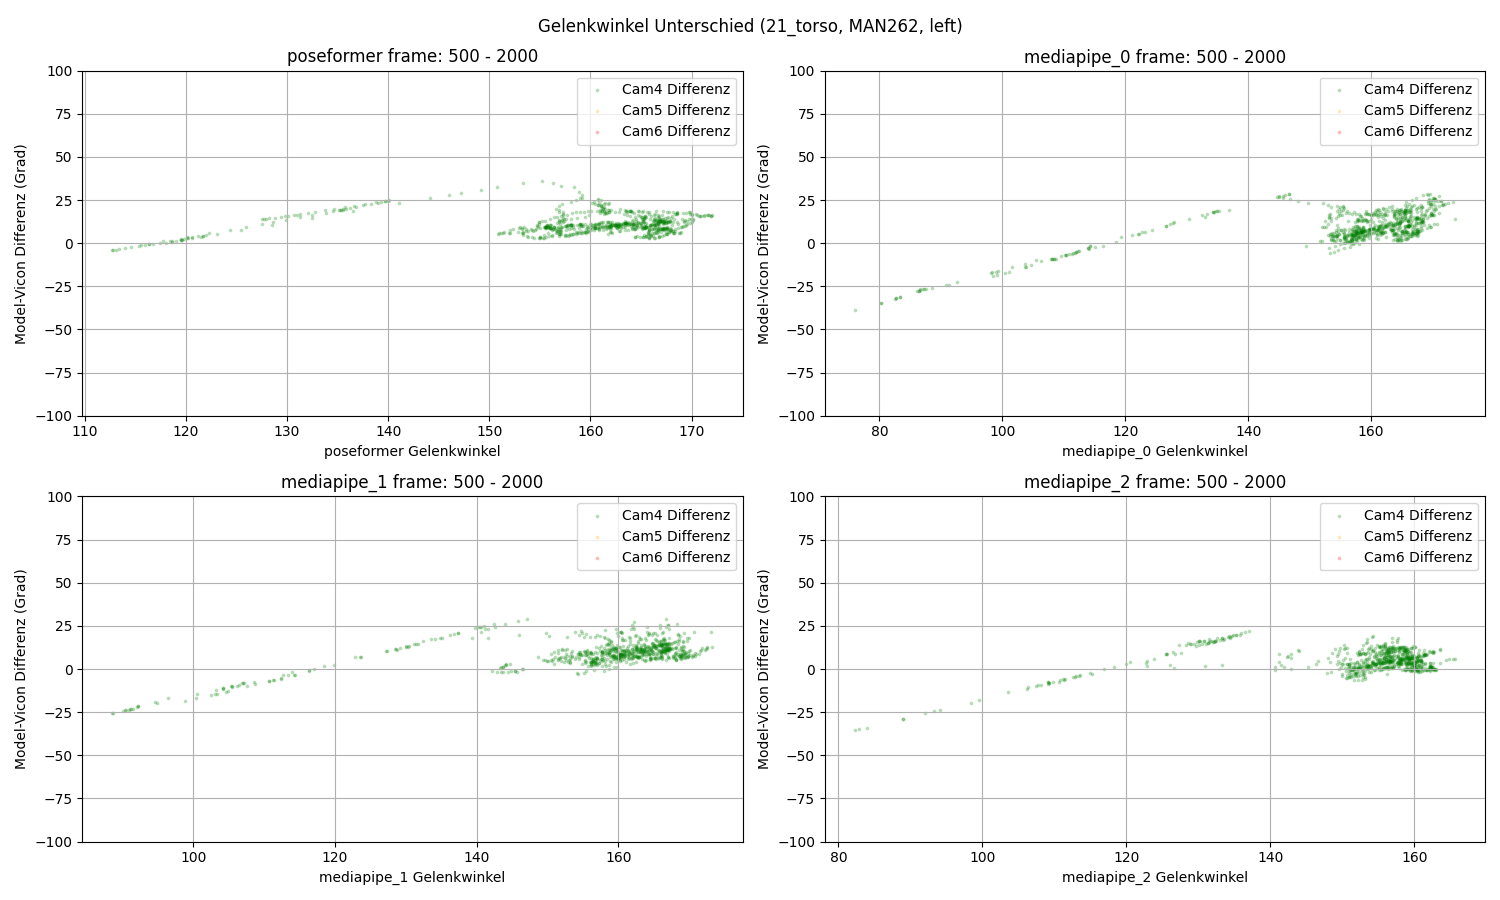 Gelenkwinkel Unterschied (21_torso, MAN262, left)
poseformer frame: 500 - 2000
100
75
50
25
0
−25
−50
−75
−100
Model-Vicon Differenz (Grad)
Cam4 Differenz
Cam5 Differenz
Cam6 Differenz
110 120 130 140 150 160 170
poseformer Gelenkwinkel
mediapipe_0 frame: 500 - 2000
100
75
50
25
0
−25
−50
−75
−100
Model-Vicon Differenz (Grad)
Cam4 Differenz
Cam5 Differenz
Cam6 Differenz
80 100 120 140 160
mediapipe_0 Gelenkwinkel
mediapipe_1 frame: 500 - 2000
100
75
50
25
0
−25
−50
−75
−100
Model-Vicon Differenz (Grad)
Cam4 Differenz
Cam5 Differenz
Cam6 Differenz
100 120 140 160
mediapipe_1 Gelenkwinkel
mediapipe_2 frame: 500 - 2000
100
75
50
25
0
−25
−50
−75
−100
Model-Vicon Differenz (Grad)
Cam4 Differenz
Cam5 Differenz
Cam6 Differenz
80 100 120 140 160
mediapipe_2 Gelenkwinkel